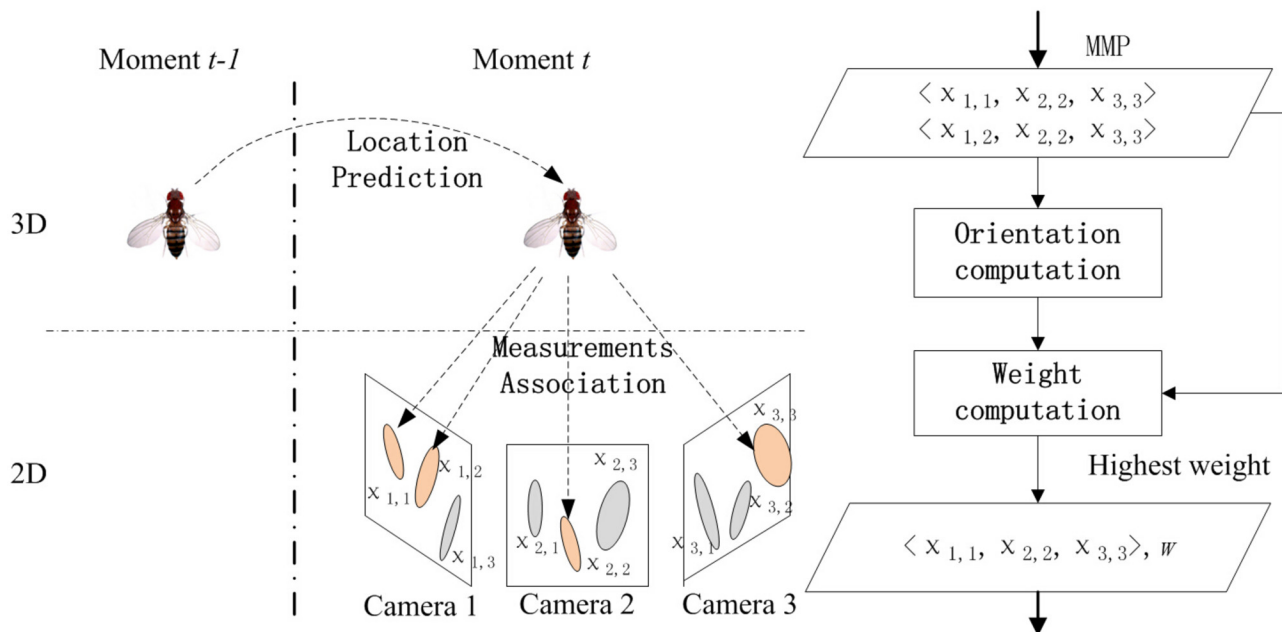 Moment t-1
Moment t
Location
Prediction
3D
Measurements
Association
2D
x 1,1
x 1,2
x 1,3
x 2,1
x 2,2
x 2,3
x 3,1
x 3,2
x 3,3
Camera 1
Camera 2
Camera 3
MMP
< x 1,1, x 2,2, x 3,3>
< x 1,2, x 2,2, x 3,3>
Orientation
computation
Weight
computation
Highest weight
< x 1,1, x 2,2, x 3,3>, w